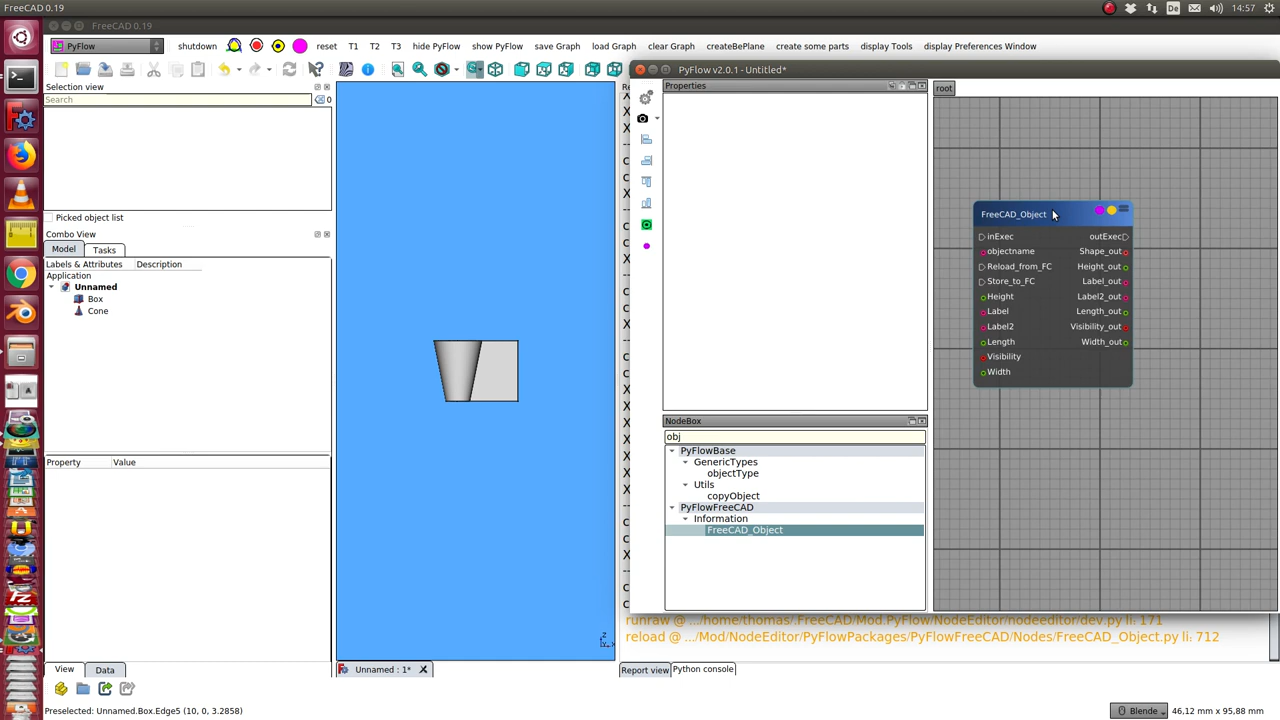 FreeCAD 0.19
De
14:57
FreeCAD 0.19
PyFlow
shutdown
reset
T1
T2
T3
hide PyFlow
show PyFlow
save Graph
load Graph
clear Graph
createBePlane
create some parts
display Tools
display Preferences Window
Selection view
Search
0
Picked object list
Combo View
Model
Tasks
Labels & Attributes
Description
Application
Unnamed
Box
Cone
Property
Value
View
Data
Unnamed : 1*
PyFlow v2.0.1 - Untitled*
Properties
root
FreeCAD_Object
inExec
outExec
objectname
Shape_out
Reload_from_FC
Height_out
Store_to_FC
Label_out
Height
Label2_out
Label
Length_out
Label2
Visibility_out
Length
Width_out
Visibility
Width
NodeBox
obj
PyFlowBase
GenericTypes
objectType
Utils
copyObject
PyFlowFreeCAD
Information
FreeCAD_Object
runraw @ .../home/thomas/.FreeCAD/Mod.PyFlow/NodeEditor/nodeeditor/dev.py li: 171
reload @ .../Mod/NodeEditor/PyFlowPackages/PyFlowFreeCAD/Nodes/FreeCAD_Object.py li: 712
Report view
Python console
Preselected: Unnamed.Box.Edge5 (10, 0, 3.2858)
Blende
46,12 mm x 95,88 mm